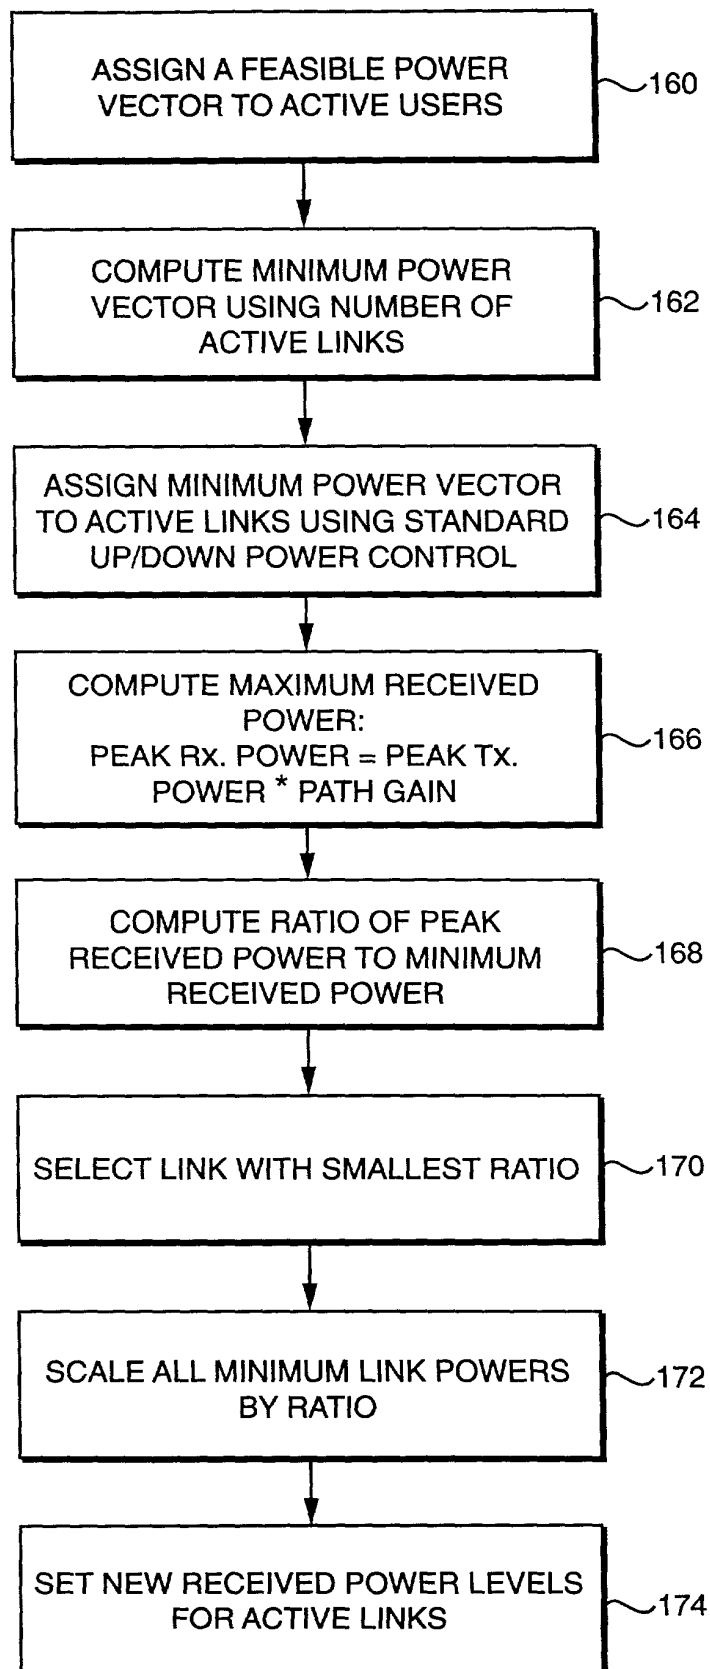 ASSIGN A FEASIBLE POWER
VECTOR TO ACTIVE USERS
160
COMPUTE MINIMUM POWER
VECTOR USING NUMBER OF
ACTIVE LINKS
162
ASSIGN MINIMUM POWER VECTOR
TO ACTIVE LINKS USING STANDARD
UP/DOWN POWER CONTROL
164
COMPUTE MAXIMUM RECEIVED
POWER:
PEAK Rx. POWER = PEAK Tx.
POWER * PATH GAIN
166
COMPUTE RATIO OF PEAK
RECEIVED POWER TO MINIMUM
RECEIVED POWER
168
SELECT LINK WITH SMALLEST RATIO
170
SCALE ALL MINIMUM LINK POWERS
BY RATIO
172
SET NEW RECEIVED POWER LEVELS
FOR ACTIVE LINKS
174